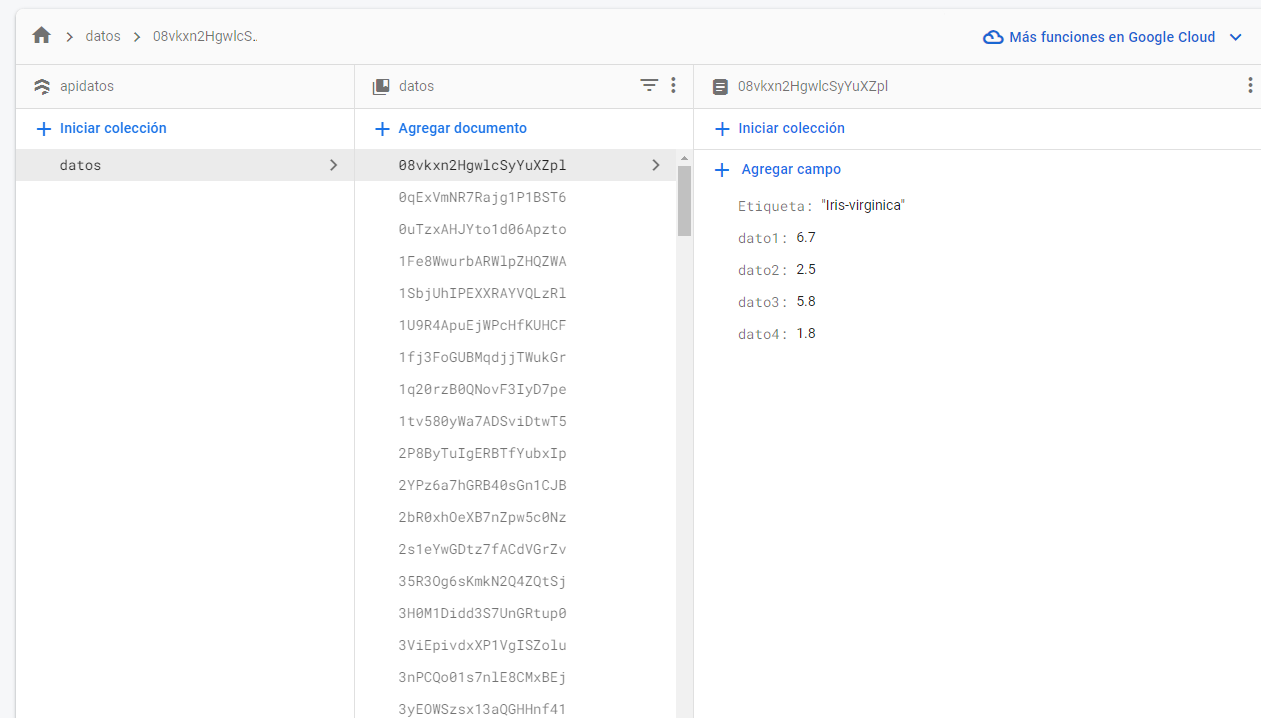 datos
08vkxn2HgwlcS..
Más funciones en Google Cloud
apidatos
datos
08vkxn2HgwlcSyYuXZpl
Iniciar colección
Agregar documento
Iniciar colección
datos
08vkxn2HgwlcSyYuXZpl
0qExVmNR7Rajg1P1BST6
0uTzxAHJYto1d06Apzto
1Fe8WwurbARWlpZHQZWA
1SbjUhIPEXXRAYVQLzRl
1U9R4ApuEjWPcHfKUHCF
1fj3FoGUBMqdjjTWukGr
1q20rzB0QNovF3IyD7pe
1tv580yWa7ADSviDtwT5
2P8ByTuIgERBTfYubxIp
2YPz6a7hGRB40sGn1CJB
2bR0xhOeXB7nZpw5c0Nz
2s1eYwGDtz7fACdVGrZv
35R3Og6sKmkN2Q4ZQtSj
3H0M1Didd3S7UnGRtup0
3ViEpivdxXP1VgISZolu
3nPCQo01s7nlE8CMxBEj
3yEOWSzsx13aQGHHnf41
Agregar campo
Etiqueta: "Iris-virginica"
dato1: 6.7
dato2: 2.5
dato3: 5.8
dato4: 1.8